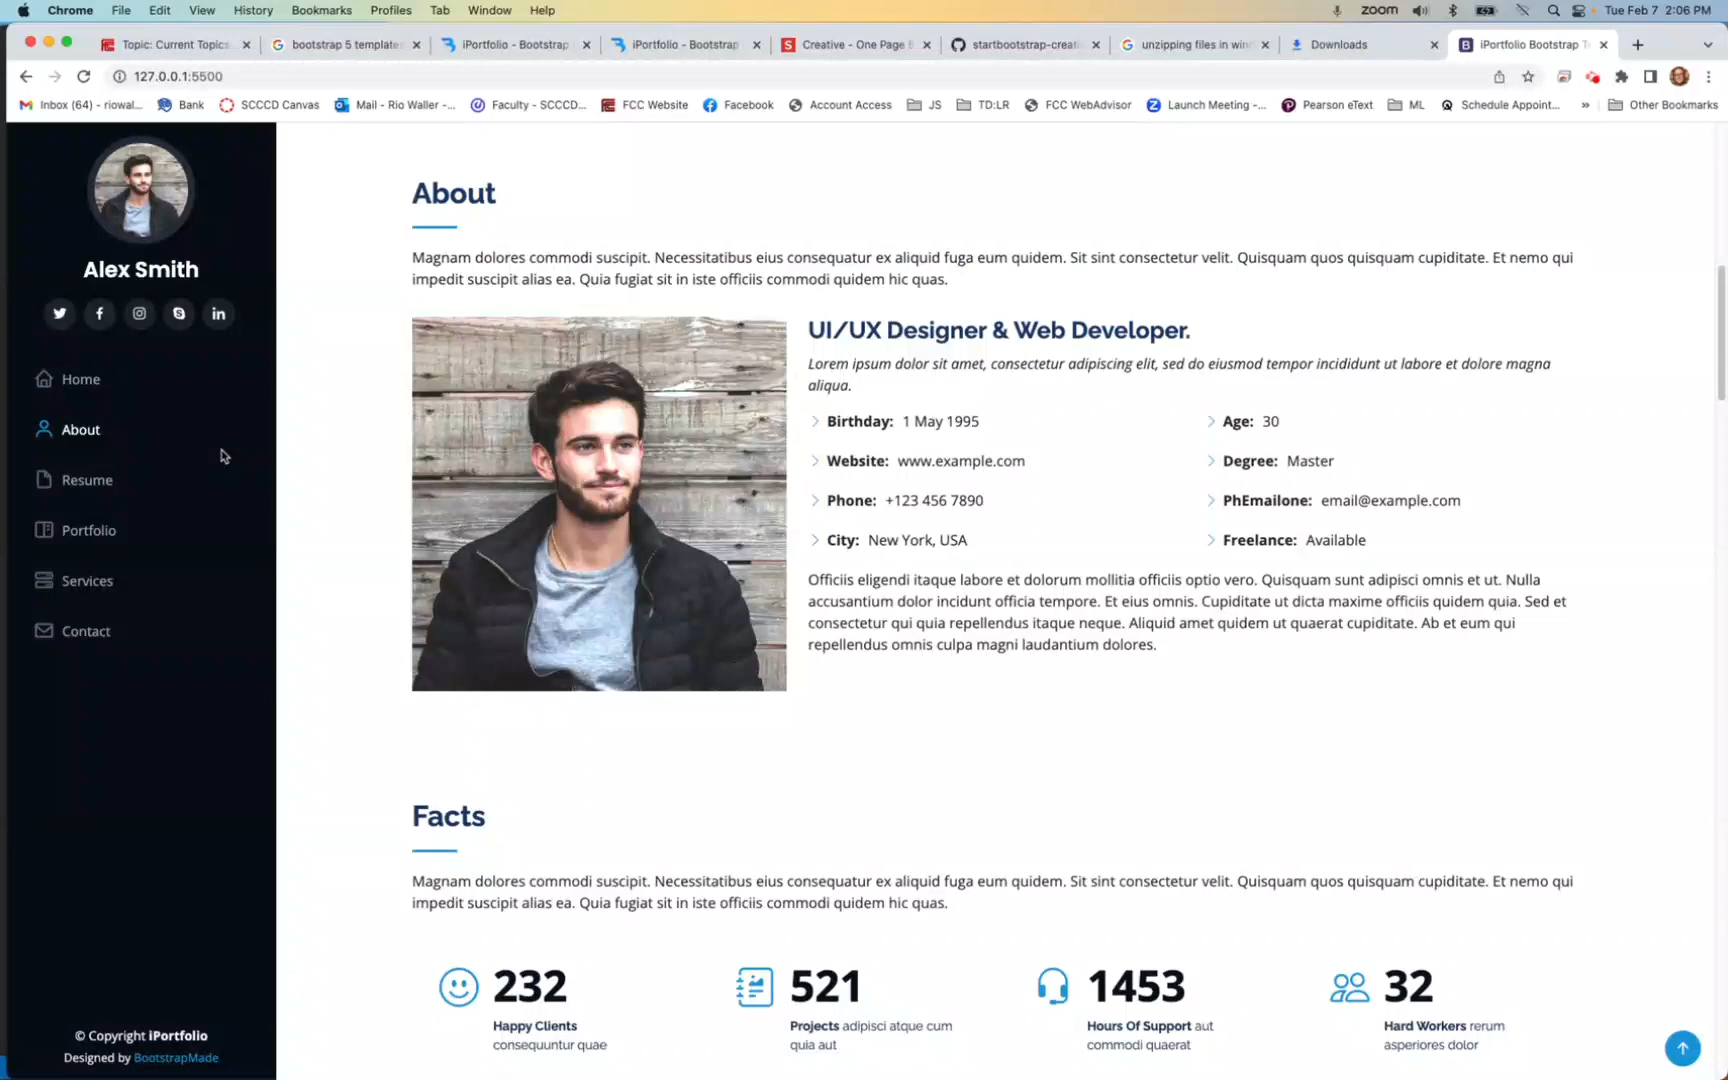 Chrome File Edit View History Bookmarks Profiles Tab Window Help zoom Tue Feb 7 2:06 PM
Topic: Current Topics bootstrap 5 template iPortfolio - Bootstrap iPortfolio - Bootstrap Creative - One Page startbootstrap-creati unzipping files in win Downloads iPortfolio Bootstrap
127.0.0.1:5500
Inbox (64) - riowal... Bank SCCCD Canvas Mail - Rio Waller -... Faculty - SCCCD... FCC Website Facebook Account Access JS TD:LR FCC WebAdvisor Launch Meeting -... Pearson eText ML Schedule Appoint... » Other Bookmarks
Alex Smith
Home
About
Resume
Portfolio
Services
Contact
© Copyright iPortfolio
Designed by BootstrapMade
About
Magnam dolores commodi suscipit. Necessitatibus eius consequatur ex aliquid fuga eum quidem. Sit sint consectetur velit. Quisquam quos quisquam cupiditate. Et nemo qui
impedit suscipit alias ea. Quia fugiat sit in iste officiis commodi quidem hic quas.
UI/UX Designer & Web Developer.
Lorem ipsum dolor sit amet, consectetur adipiscing elit, sed do eiusmod tempor incididunt ut labore et dolore magna
aliqua.
Birthday: 1 May 1995
Website: www.example.com
Phone: +123 456 7890
City: New York, USA
Age: 30
Degree: Master
PhEmailone: email@example.com
Freelance: Available
Officiis eligendi itaque labore et dolorum mollitia officiis optio vero. Quisquam sunt adipisci omnis et ut. Nulla
accusantium dolor incidunt officia tempore. Et eius omnis. Cupiditate ut dicta maxime officiis quidem quia. Sed et
consectetur qui quia repellendus itaque neque. Aliquid amet quidem ut quaerat cupiditate. Ab et eum qui
repellendus omnis culpa magni laudantium dolores.
Facts
Magnam dolores commodi suscipit. Necessitatibus eius consequatur ex aliquid fuga eum quidem. Sit sint consectetur velit. Quisquam quos quisquam cupiditate. Et nemo qui
impedit suscipit alias ea. Quia fugiat sit in iste officiis commodi quidem hic quas.
232
Happy Clients
consequuntur quae
521
Projects adipisci atque cum
quia aut
1453
Hours Of Support aut
commodi quaerat
32
Hard Workers rerum
asperiores dolor